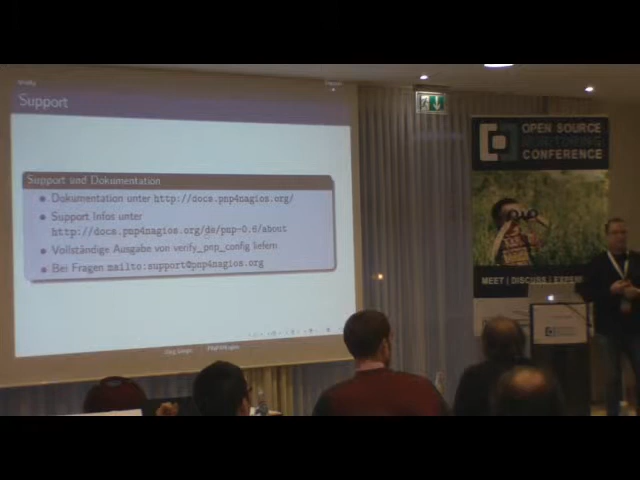 Support
Support und Dokumentation
Dokumentation unter http://docs.pnp4nagios.org/
Support Infos unter
http://docs.pnp4nagios.org/de/pnp-0.6/about
Vollständige Ausgabe von verify_pnp_config liefern
Bei Fragen mailto:support@pnp4nagios.org
OPEN SOURCE
MONITORING
CONFERENCE
MEET | DISCUSS |